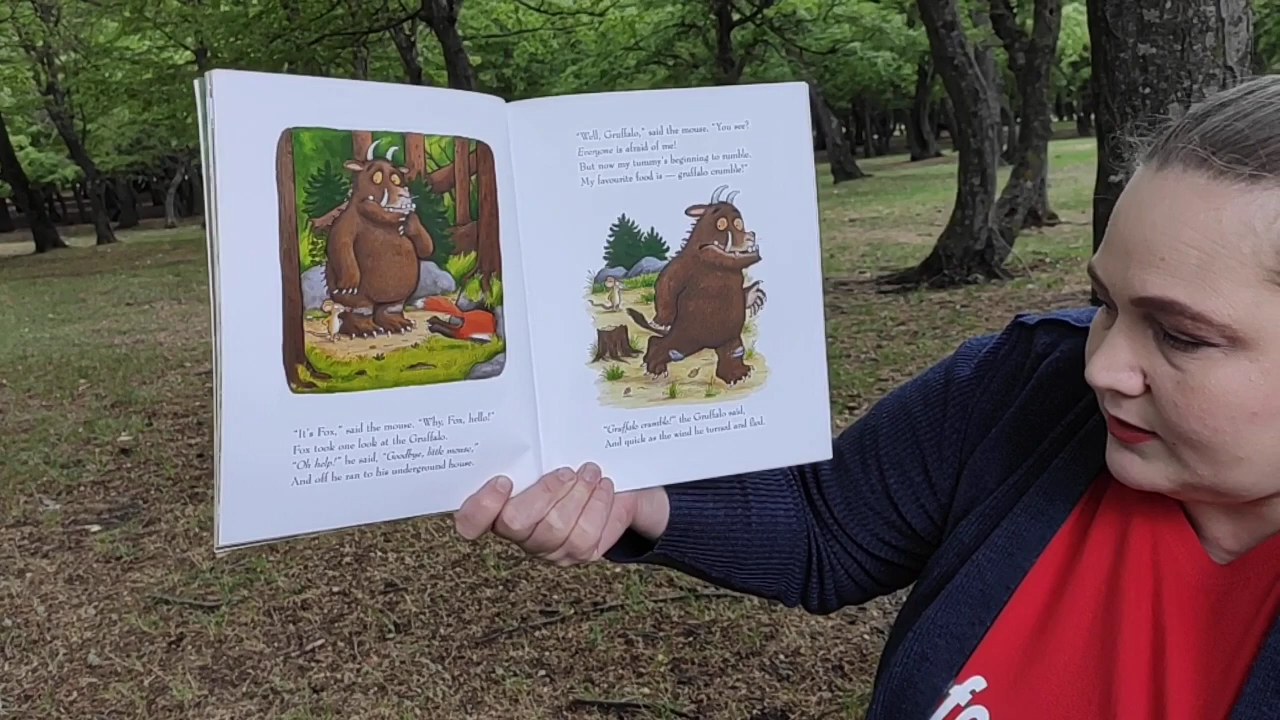 "It's Fox," said the mouse. "Why, Fox, hello!"
Fox took one look at the Gruffalo.
"Oh help!" he said, "Goodbye, little mouse,"
And off he ran to his underground house.
"Well, Gruffalo," said the mouse. "You see?
Everyone is afraid of me!
But now my tummy's beginning to rumble.
My favourite food is — gruffalo crumble!"
"Gruffalo crumble!" the Gruffalo said,
And quick as the wind he turned and fled.